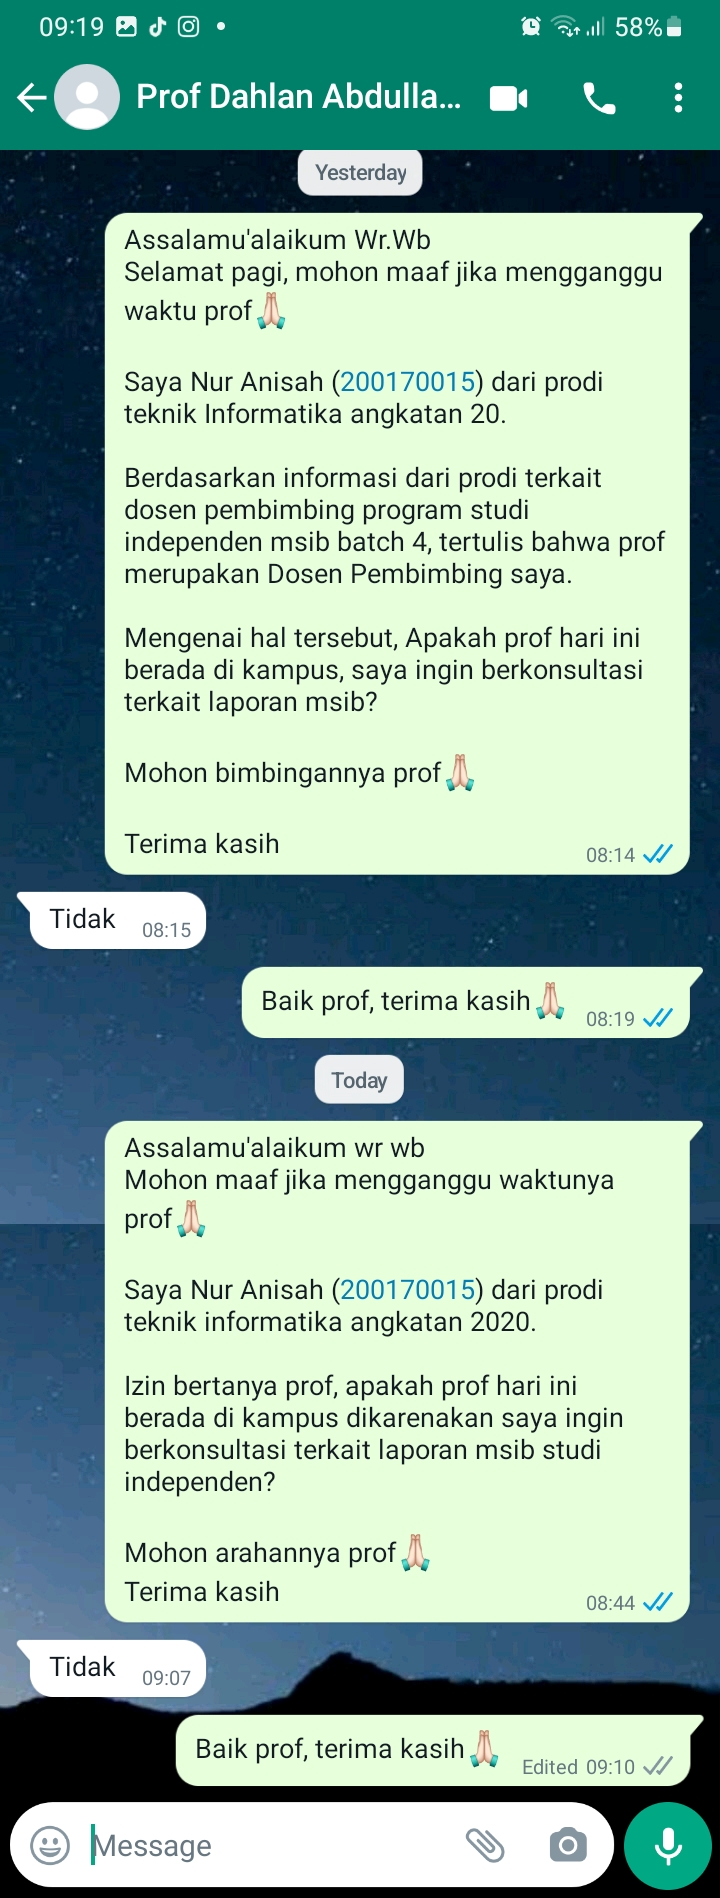 09:19
58%
Prof Dahlan Abdulla...
Yesterday
Assalamu'alaikum Wr.Wb
Selamat pagi, mohon maaf jika mengganggu
waktu prof🙏🏻
Saya Nur Anisah (200170015) dari prodi
teknik Informatika angkatan 20.
Berdasarkan informasi dari prodi terkait
dosen pembimbing program studi
independen msib batch 4, tertulis bahwa prof
merupakan Dosen Pembimbing saya.
Mengenai hal tersebut, Apakah prof hari ini
berada di kampus, saya ingin berkonsultasi
terkait laporan msib?
Mohon bimbingannya prof🙏🏻
Terima kasih
08:14
Tidak 08:15
Baik prof, terima kasih🙏🏻 08:19
Today
Assalamu'alaikum wr wb
Mohon maaf jika mengganggu waktunya
prof🙏🏻
Saya Nur Anisah (200170015) dari prodi
teknik informatika angkatan 2020.
Izin bertanya prof, apakah prof hari ini
berada di kampus dikarenakan saya ingin
berkonsultasi terkait laporan msib studi
independen?
Mohon arahannya prof🙏🏻
Terima kasih
08:44
Tidak 09:07
Baik prof, terima kasih🙏🏻 Edited 09:10
Message